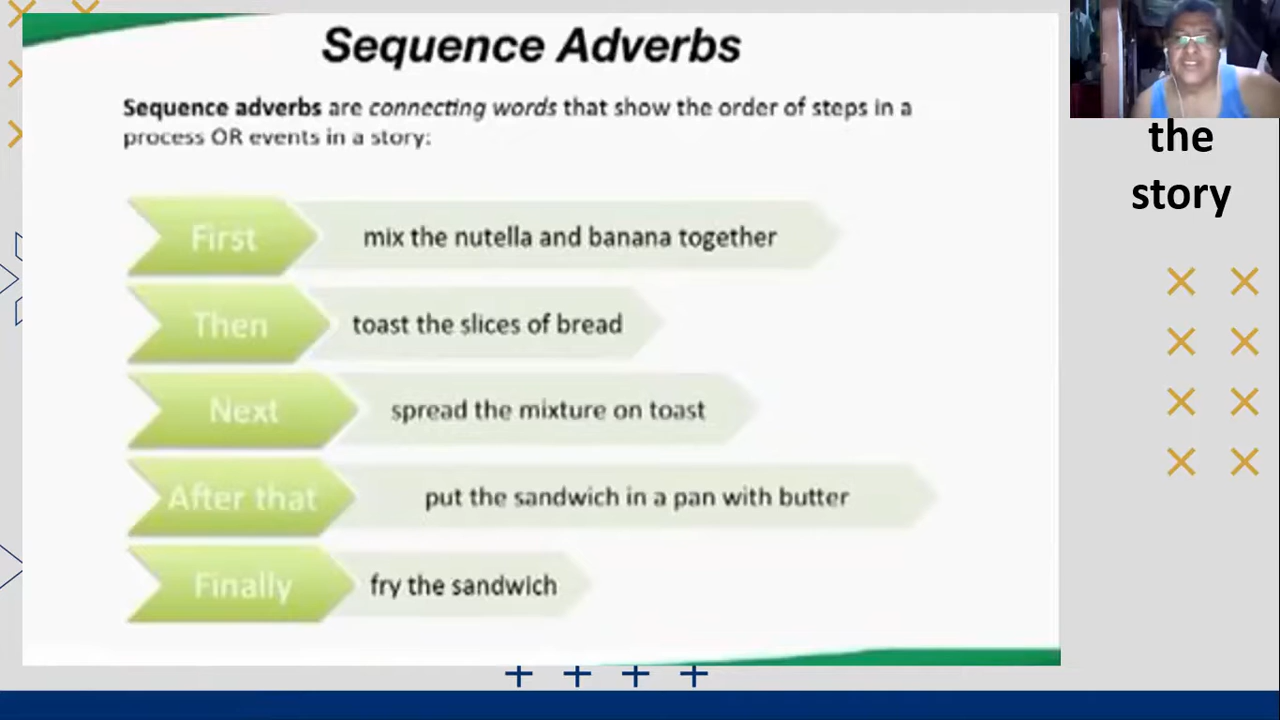 Sequence Adverbs
Sequence adverbs are connecting words that show the order of steps in a
process OR events in a story:
First mix the nutella and banana together
Then toast the slices of bread
Next spread the mixture on toast
After that put the sandwich in a pan with butter
Finally fry the sandwich
the
story